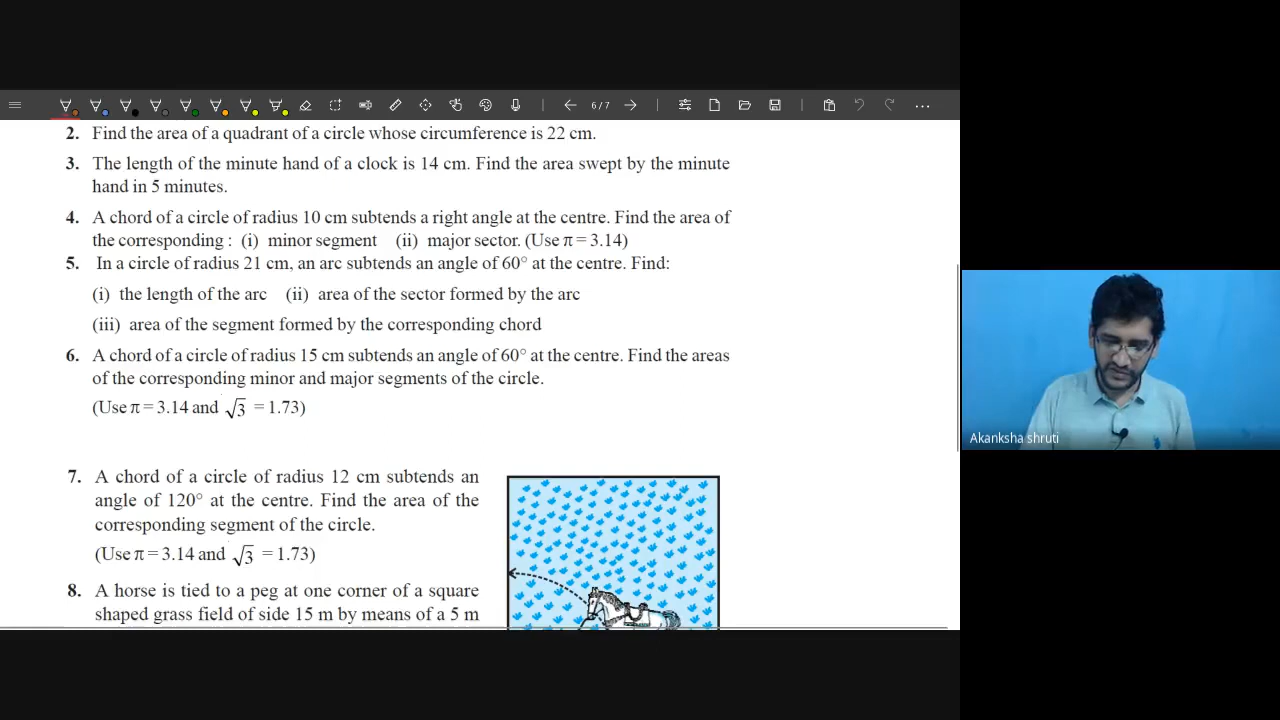 6 / 7
2. Find the area of a quadrant of a circle whose circumference is 22 cm.
3. The length of the minute hand of a clock is 14 cm. Find the area swept by the minute
hand in 5 minutes.
4. A chord of a circle of radius 10 cm subtends a right angle at the centre. Find the area of
the corresponding : (i) minor segment (ii) major sector. (Use π = 3.14)
5. In a circle of radius 21 cm, an arc subtends an angle of 60° at the centre. Find:
(i) the length of the arc (ii) area of the sector formed by the arc
(iii) area of the segment formed by the corresponding chord
6. A chord of a circle of radius 15 cm subtends an angle of 60° at the centre. Find the areas
of the corresponding minor and major segments of the circle.
(Use π = 3.14 and √3 = 1.73)
7. A chord of a circle of radius 12 cm subtends an
angle of 120° at the centre. Find the area of the
corresponding segment of the circle.
(Use π = 3.14 and √3 = 1.73)
8. A horse is tied to a peg at one corner of a square
shaped grass field of side 15 m by means of a 5 m
Akanksha shruti